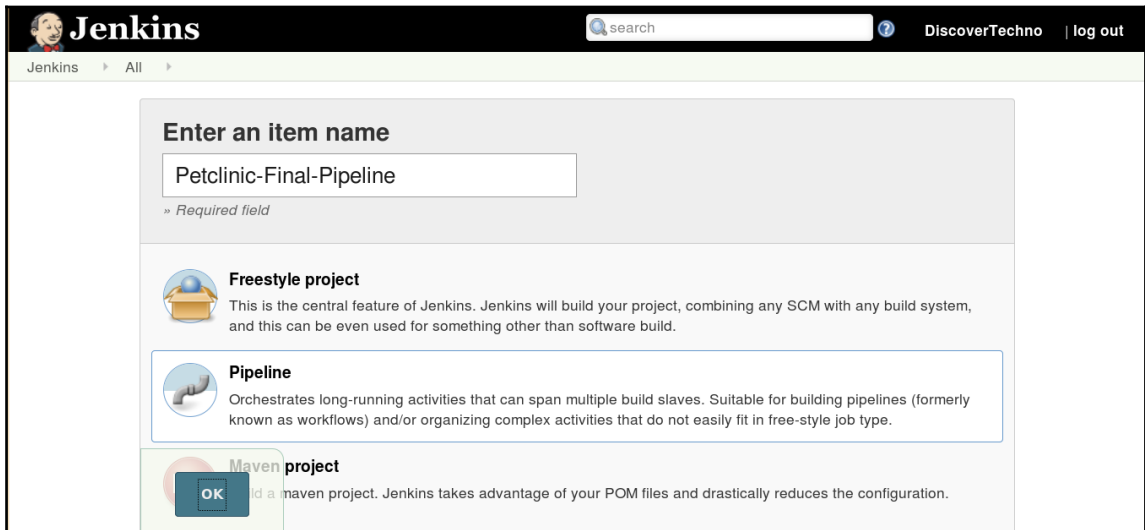 Jenkins
search
DiscoverTechno | log out
Jenkins All
Enter an item name
Petclinic-Final-Pipeline
» Required field
Freestyle project
This is the central feature of Jenkins. Jenkins will build your project, combining any SCM with any build system,
and this can be even used for something other than software build.
Pipeline
Orchestrates long-running activities that can span multiple build slaves. Suitable for building pipelines (formerly
known as workflows) and/or organizing complex activities that do not easily fit in free-style job type.
Maven project
OK
a maven project. Jenkins takes advantage of your POM files and drastically reduces the configuration.